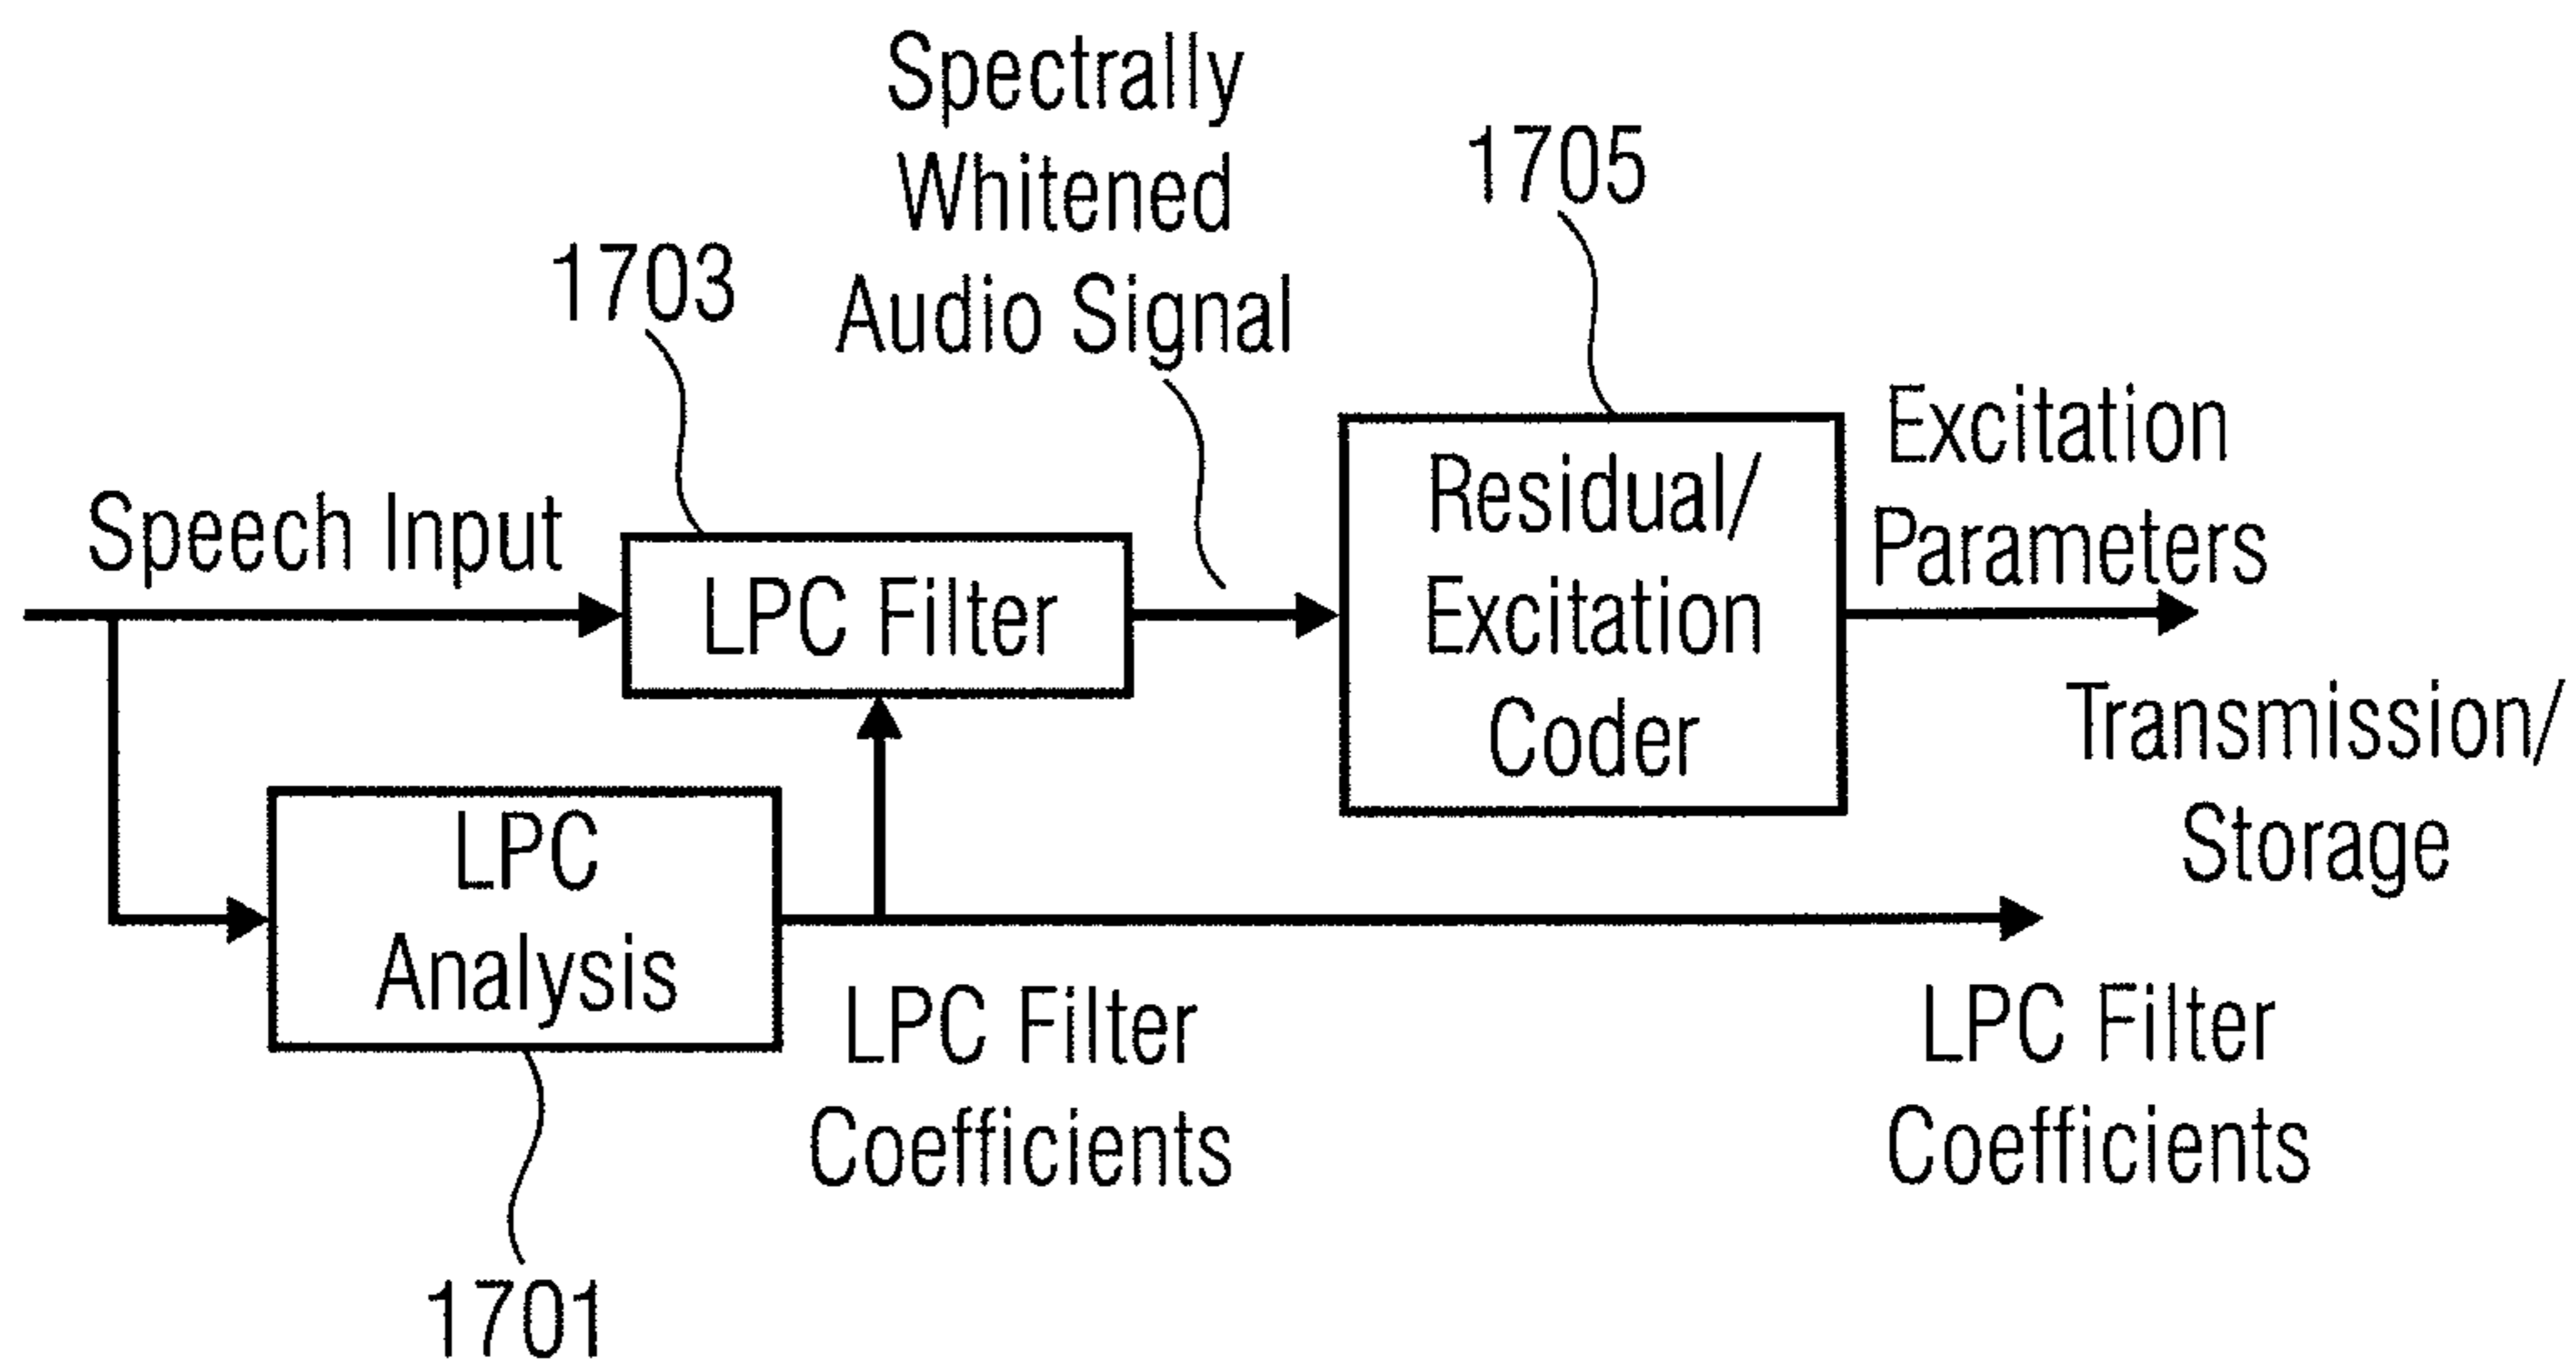 Spectrally
Whitened
Audio Signal
1703
1705
Speech Input
LPC Filter
Residual/
Excitation
Coder
Excitation
Parameters
Transmission/
Storage
LPC
Analysis
LPC Filter
Coefficients
LPC Filter
Coefficients
1701